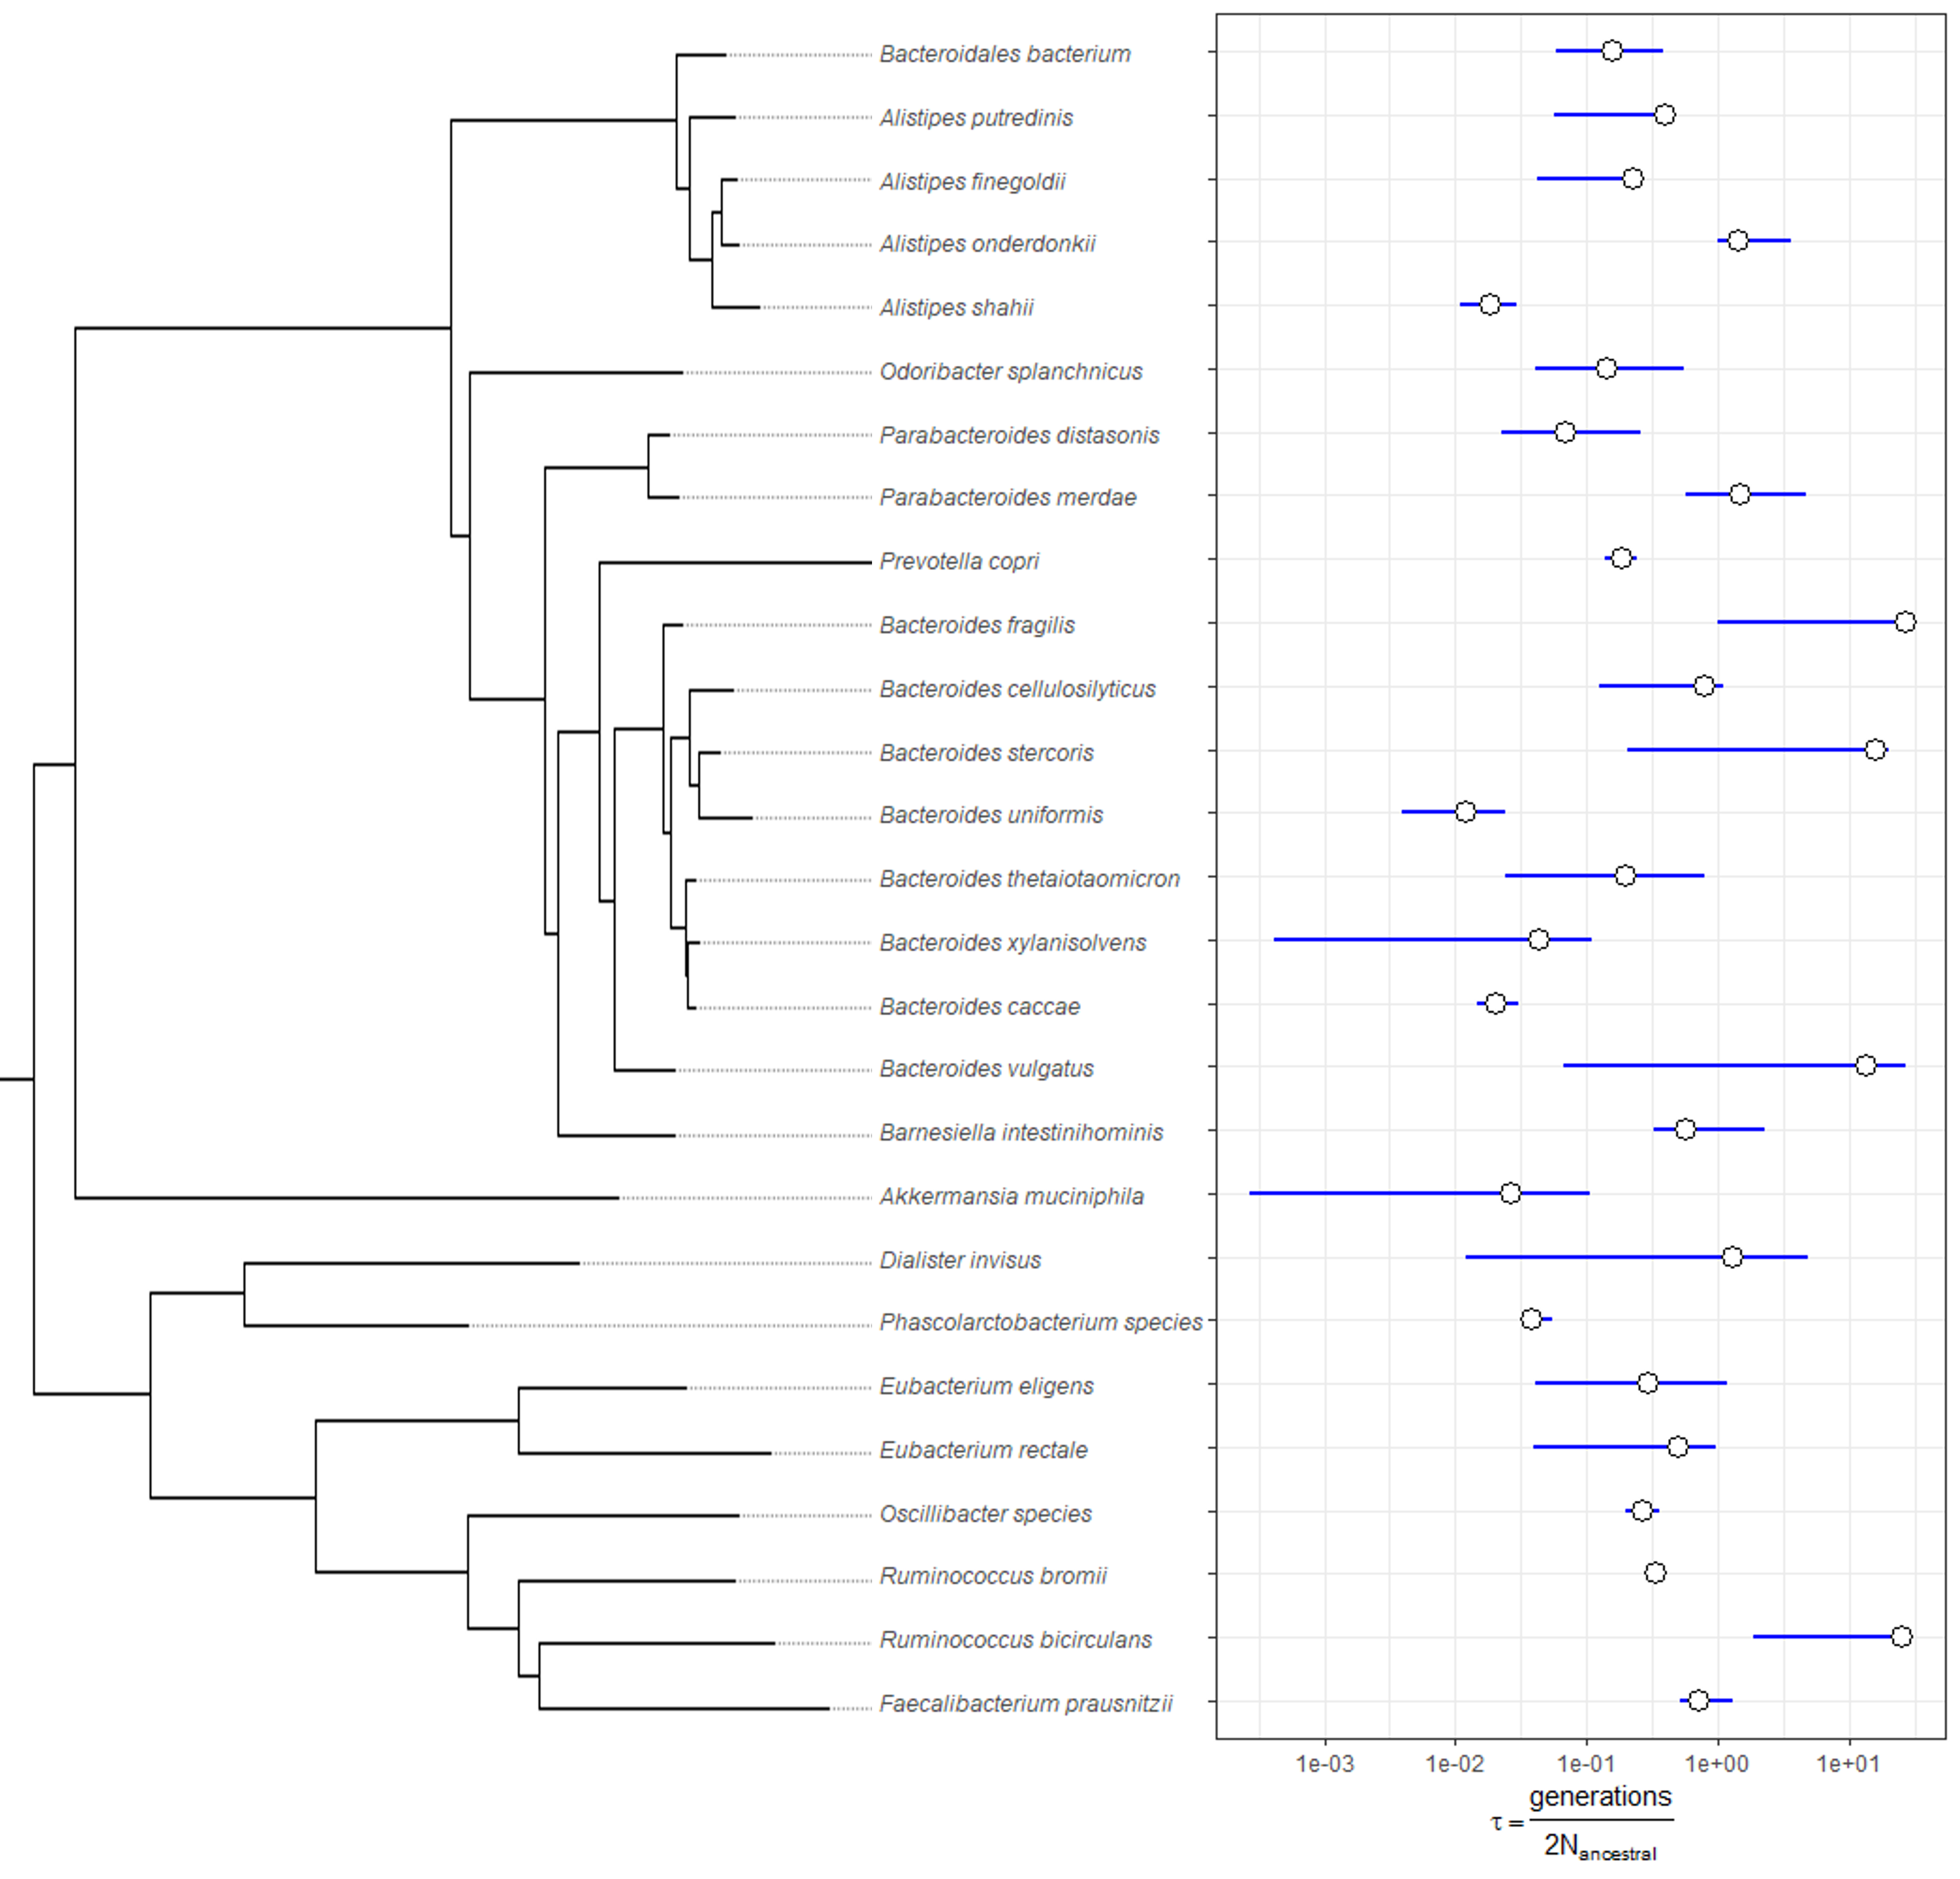 Bacteroidales bacterium
Alistipes putredinis
Alistipes finegoldii
Alistipes onderdonkii
Alistipes shahii
Odoribacter splanchnicus
Parabacteroides distasonis
Parabacteroides merdae
Prevotella copri
Bacteroides fragilis
Bacteroides cellulosilyticus
Bacteroides stercoris
Bacteroides uniformis
Bacteroides thetaiotaomicron
Bacteroides xylanisolvens
Bacteroides caccae
Bacteroides vulgatus
Barnesiella intestinihominis
Akkermansia muciniphila
Dialister invisus
Phascolarctobacterium species
Eubacterium eligens
Eubacterium rectale
Oscillibacter species
Ruminococcus bromii
Ruminococcus bicirculans
Faecalibacterium prausnitzii
1e-03 1e-02 1e-01 1e+00 1e+01
generations
τ =
2Nancestral